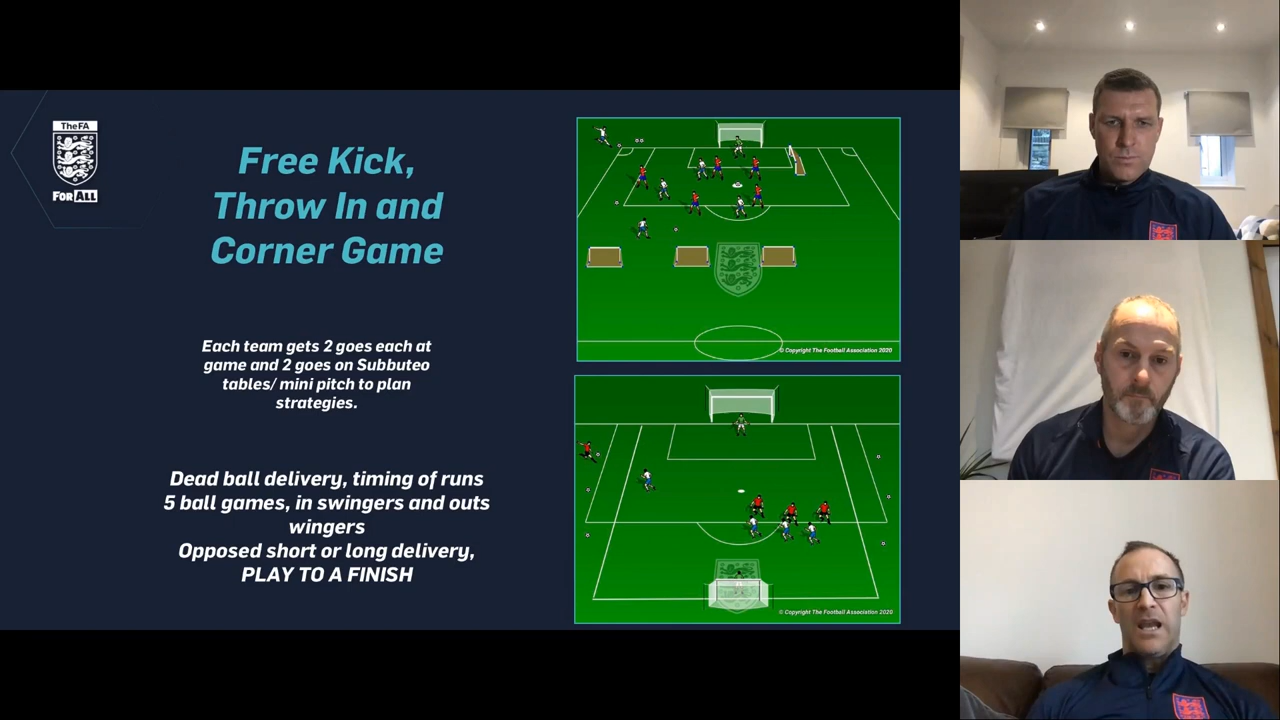 TheFA
FOR ALL
Free Kick,
Throw In and
Corner Game
Each team gets 2 goes each at
game and 2 goes on Subbuteo
tables/ mini pitch to plan
strategies.
Dead ball delivery, timing of runs
5 ball games, in swingers and outs
wingers
Opposed short or long delivery,
PLAY TO A FINISH
© Copyright The Football Association 2020
© Copyright The Football Association 2020